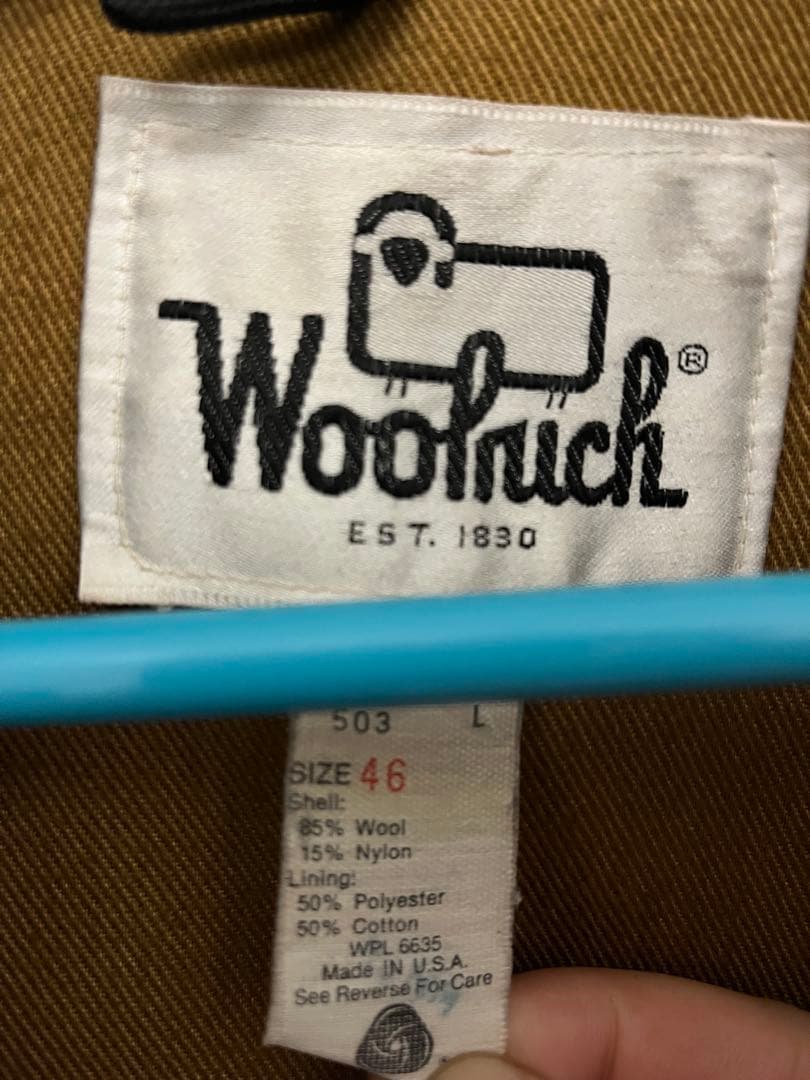 Woolrich®
EST. 1830
503 L
SIZE 46
Shell:
85% Wool
15% Nylon
Lining:
50% Polyester
50% Cotton
WPL 6635
Made IN U.S.A.
See Reverse For Care